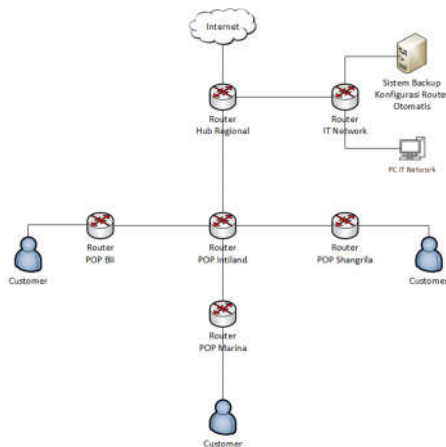 Internet
Sistem Backup
Konfigurasi Router
Otomatis
Router
Hub Regional
Router
IT Network
PC IT Network
Router
POP BII
Router
POP Intiland
Router
POP Shangrila
Customer
Customer
Router
POP Marina
Customer